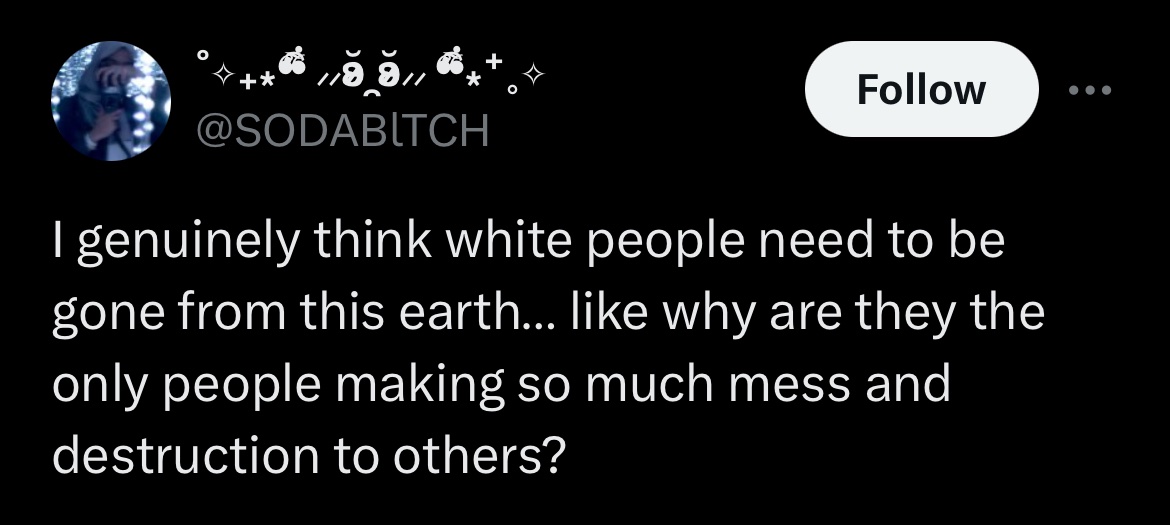 @SODABlTCH
Follow
I genuinely think white people need to be
gone from this earth... like why are they the
only people making so much mess and
destruction to others?